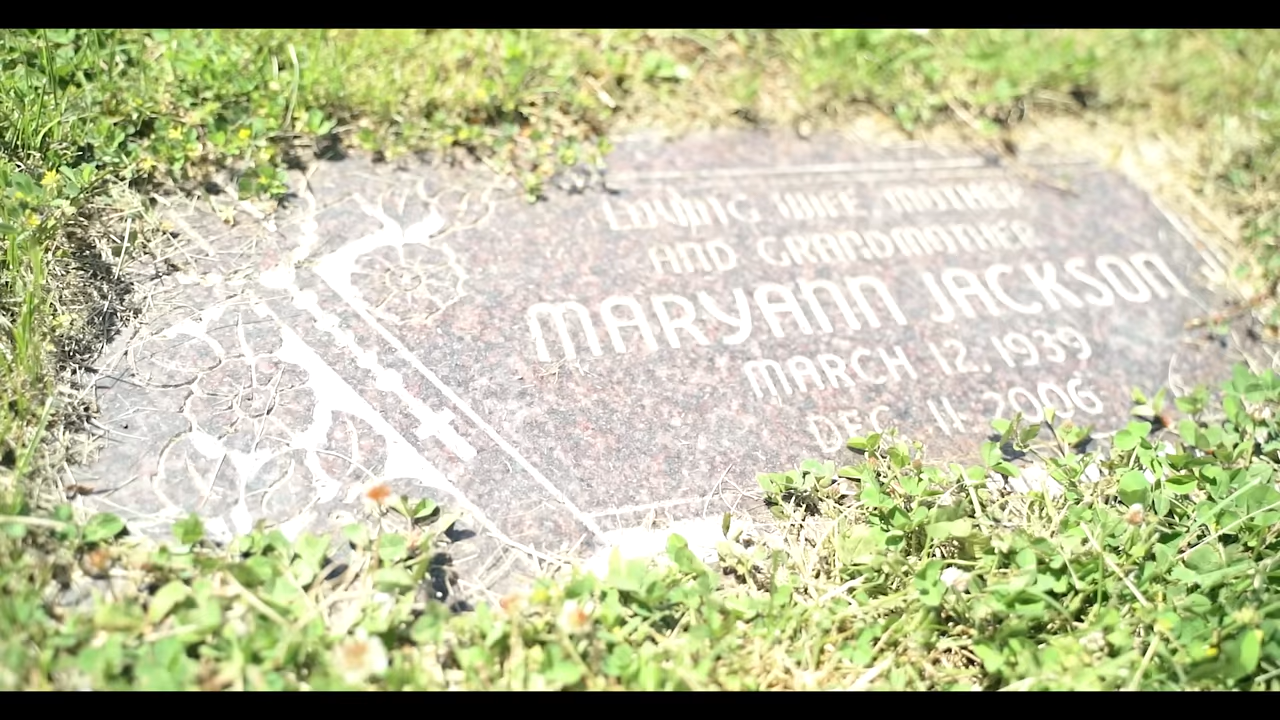 LOVING WIFE, MOTHER
AND GRANDMOTHER
MARYANN JACKSON
MARCH 12, 1939
DEC. 11, 2006